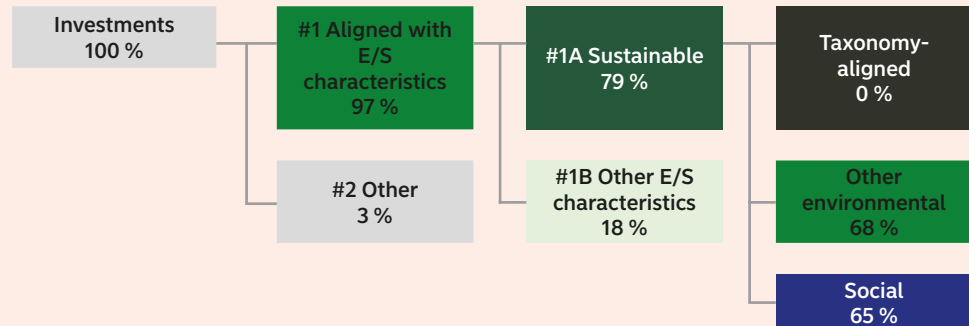 Investments
100 %
#1 Aligned with
E/S
characteristics
97 %
#1A Sustainable
79 %
Taxonomy-
aligned
0 %
#2 Other
3 %
#1B Other E/S
characteristics
18 %
Other
environmental
68 %
Social
65 %